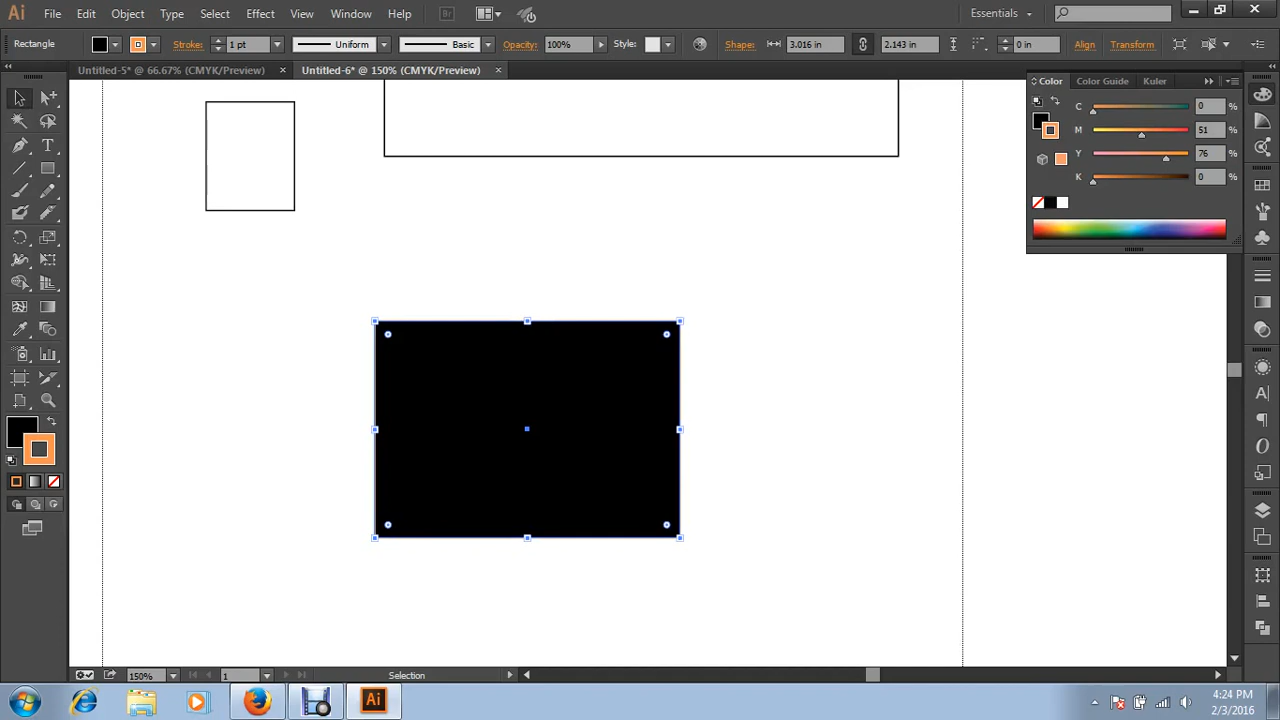 Ai File Edit Object Type Select Effect View Window Help Br Essentials
Rectangle Stroke: 1 pt Uniform Basic Opacity: 100% Style: Shape: 3.016 in 2.143 in 0 in Align Transform
Untitled-5* @ 66.67% (CMYK/Preview) × Untitled-6* @ 150% (CMYK/Preview) ×
Color Color Guide Kuler
C 0 %
M 51 %
Y 76 %
K 0 %
150% 1 Selection
Ai 4:24 PM
2/3/2016